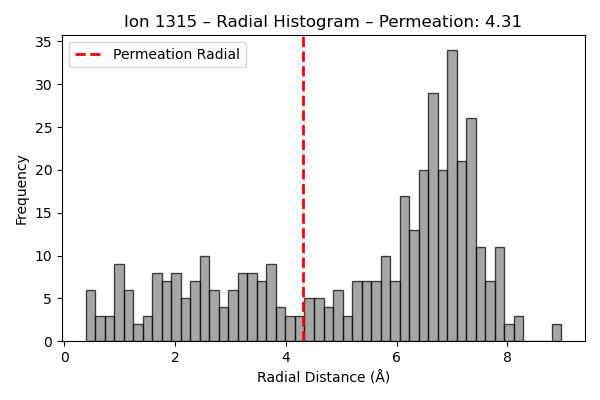 Ion 1315 – Radial Histogram – Permeation: 4.31
Permeation Radial
Frequency
35
30
25
20
15
10
5
0
0 2 4 6 8
Radial Distance (Å)